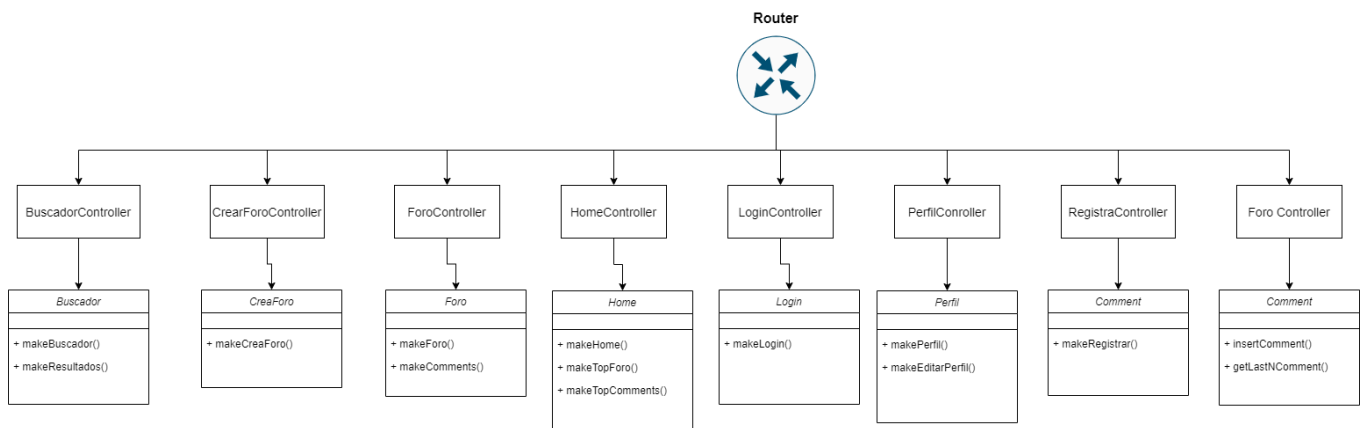 Router
BuscadorController
CrearForoController
ForoController
HomeController
LoginController
PerfilConroller
RegistraController
Foro Controller
Buscador
+ makeBuscador()
+ makeResultados()
CreaForo
+ makeCreaForo()
Foro
+ makeForo()
+ makeComments()
Home
+ makeHome()
+ makeTopForo()
+ makeTopComments()
Login
+ makeLogin()
Perfil
+ makePerfil()
+ makeEditarPerfil()
Comment
+ makeRegistrar()
Comment
+ insertComment()
+ getLastNComment()